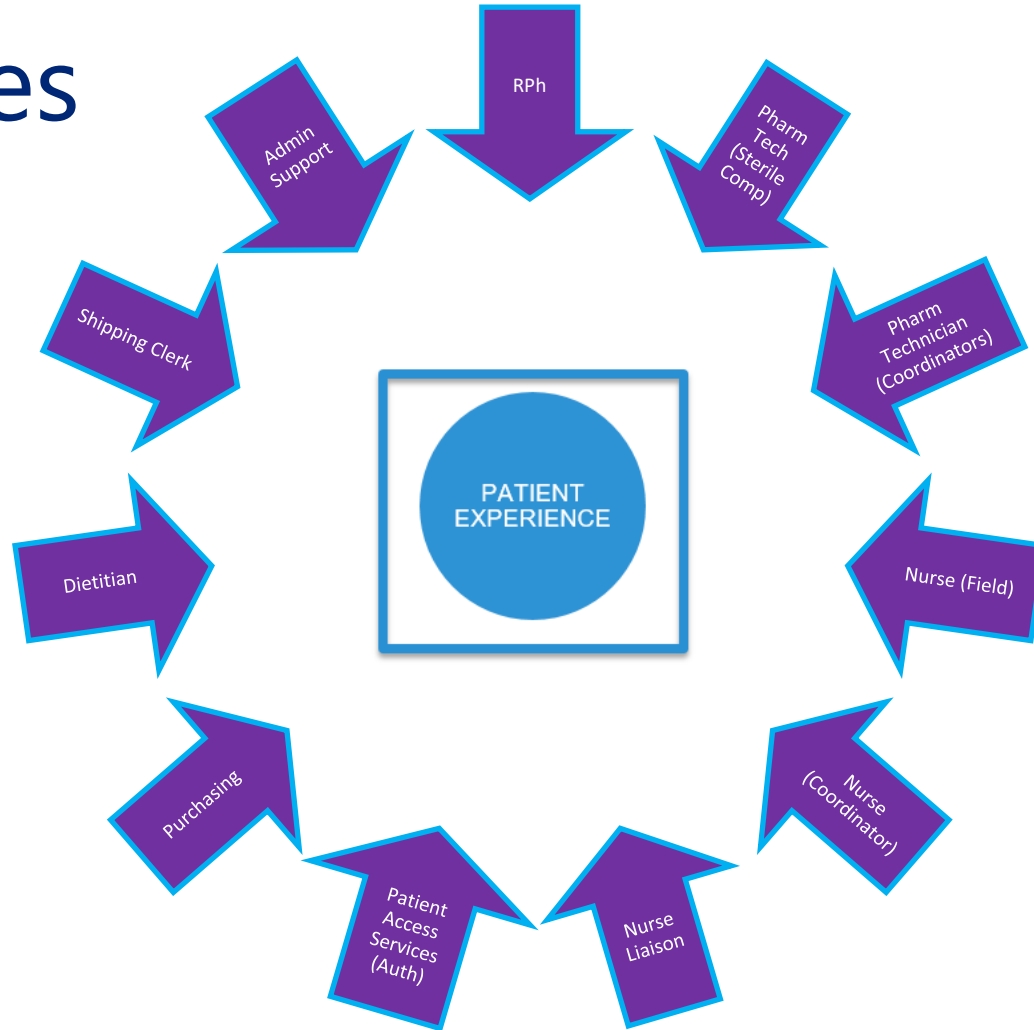 es
RPh
Pharm
Tech
(Sterile
Comp)
Pharm
Technician
(Coordinators)
Nurse (Field)
Nurse
(Coordinator)
Nurse
Liaison
Patient
Access
Services
(Auth)
Purchasing
Dietitian
Shipping Clerk
Admin
Support
PATIENT
EXPERIENCE